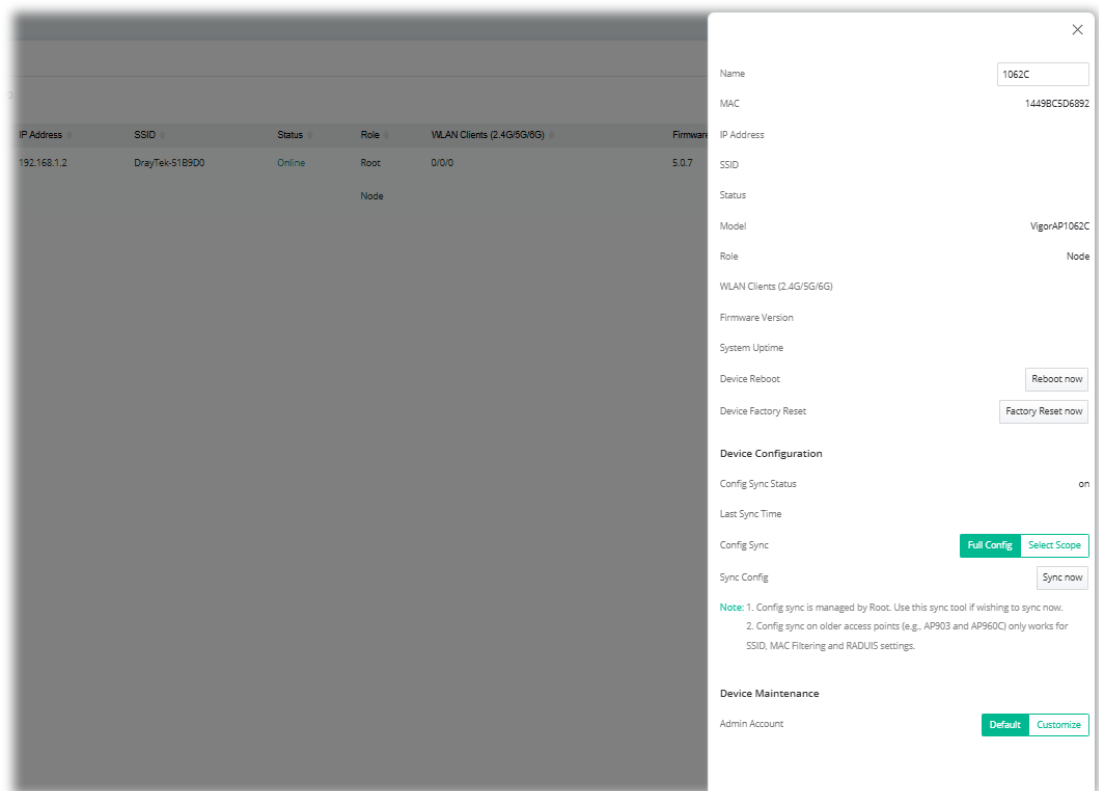 IP Address SSID Status Role WLAN Clients (2.4G/5G/6G) Firmware
192.168.1.2 DrayTek-51B9D0 Online Root 0/0/0 5.0.7
Node
Name 1062C
MAC 1449BC5D6892
IP Address
SSID
Status
Model VigorAP1062C
Role Node
WLAN Clients (2.4G/5G/6G)
Firmware Version
System Uptime
Device Reboot Reboot now
Device Factory Reset Factory Reset now
Device Configuration
Config Sync Status on
Last Sync Time
Config Sync Full Config Select Scope
Sync Config Sync now
Note: 1. Config sync is managed by Root. Use this sync tool if wishing to sync now.
2. Config sync on older access points (e.g., AP903 and AP960C) only works for
SSID, MAC Filtering and RADUIS settings.
Device Maintenance
Admin Account Default Customize